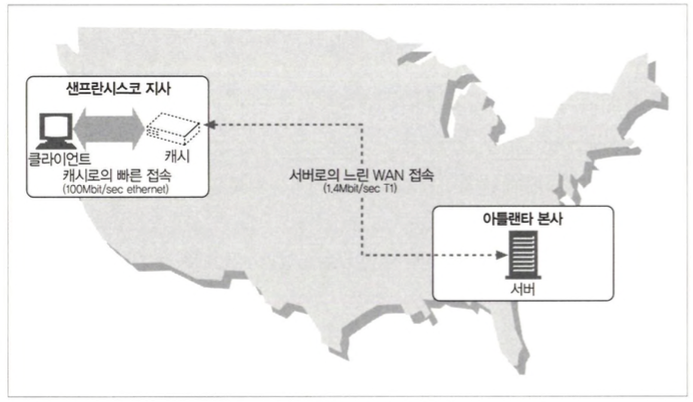 샌프란시스코 지사
클라이언트
캐시
캐시로의 빠른 접속
(100Mbit/sec ethernet)
서버로의 느린 WAN 접속
(1.4Mbit/sec T1)
아틀랜타 본사
서버